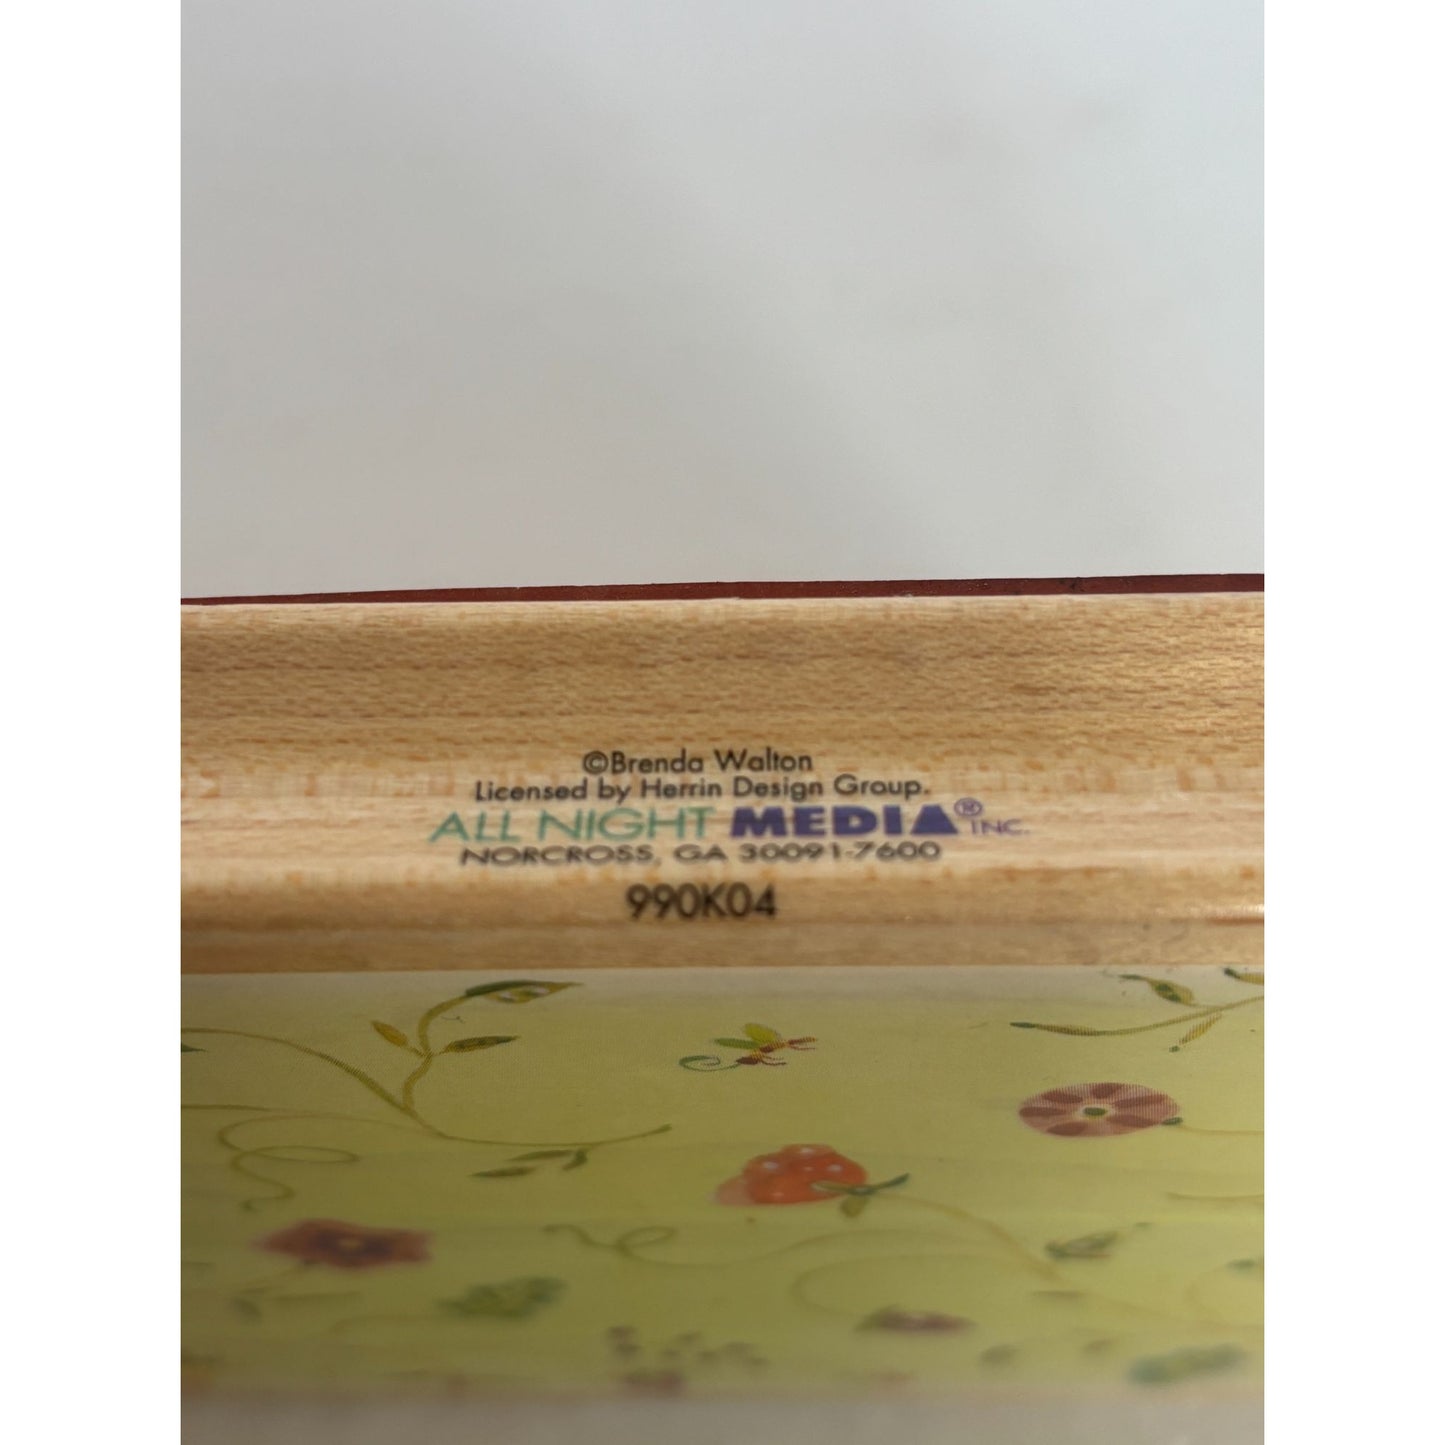 ©Brenda Walton
Licensed by Herrin Design Group.
ALL NIGHT MEDIA® INC.
NORCROSS, GA 30091-7600
990K04